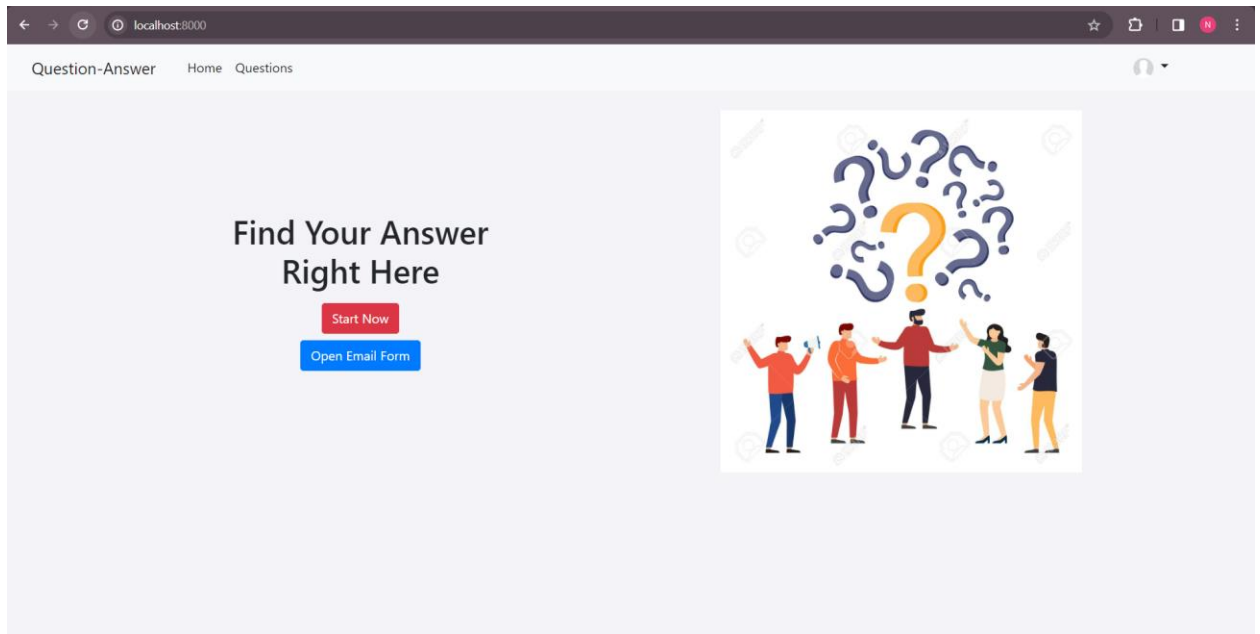 localhost:8000
N
Question-Answer Home Questions
Find Your Answer
Right Here
Start Now
Open Email Form